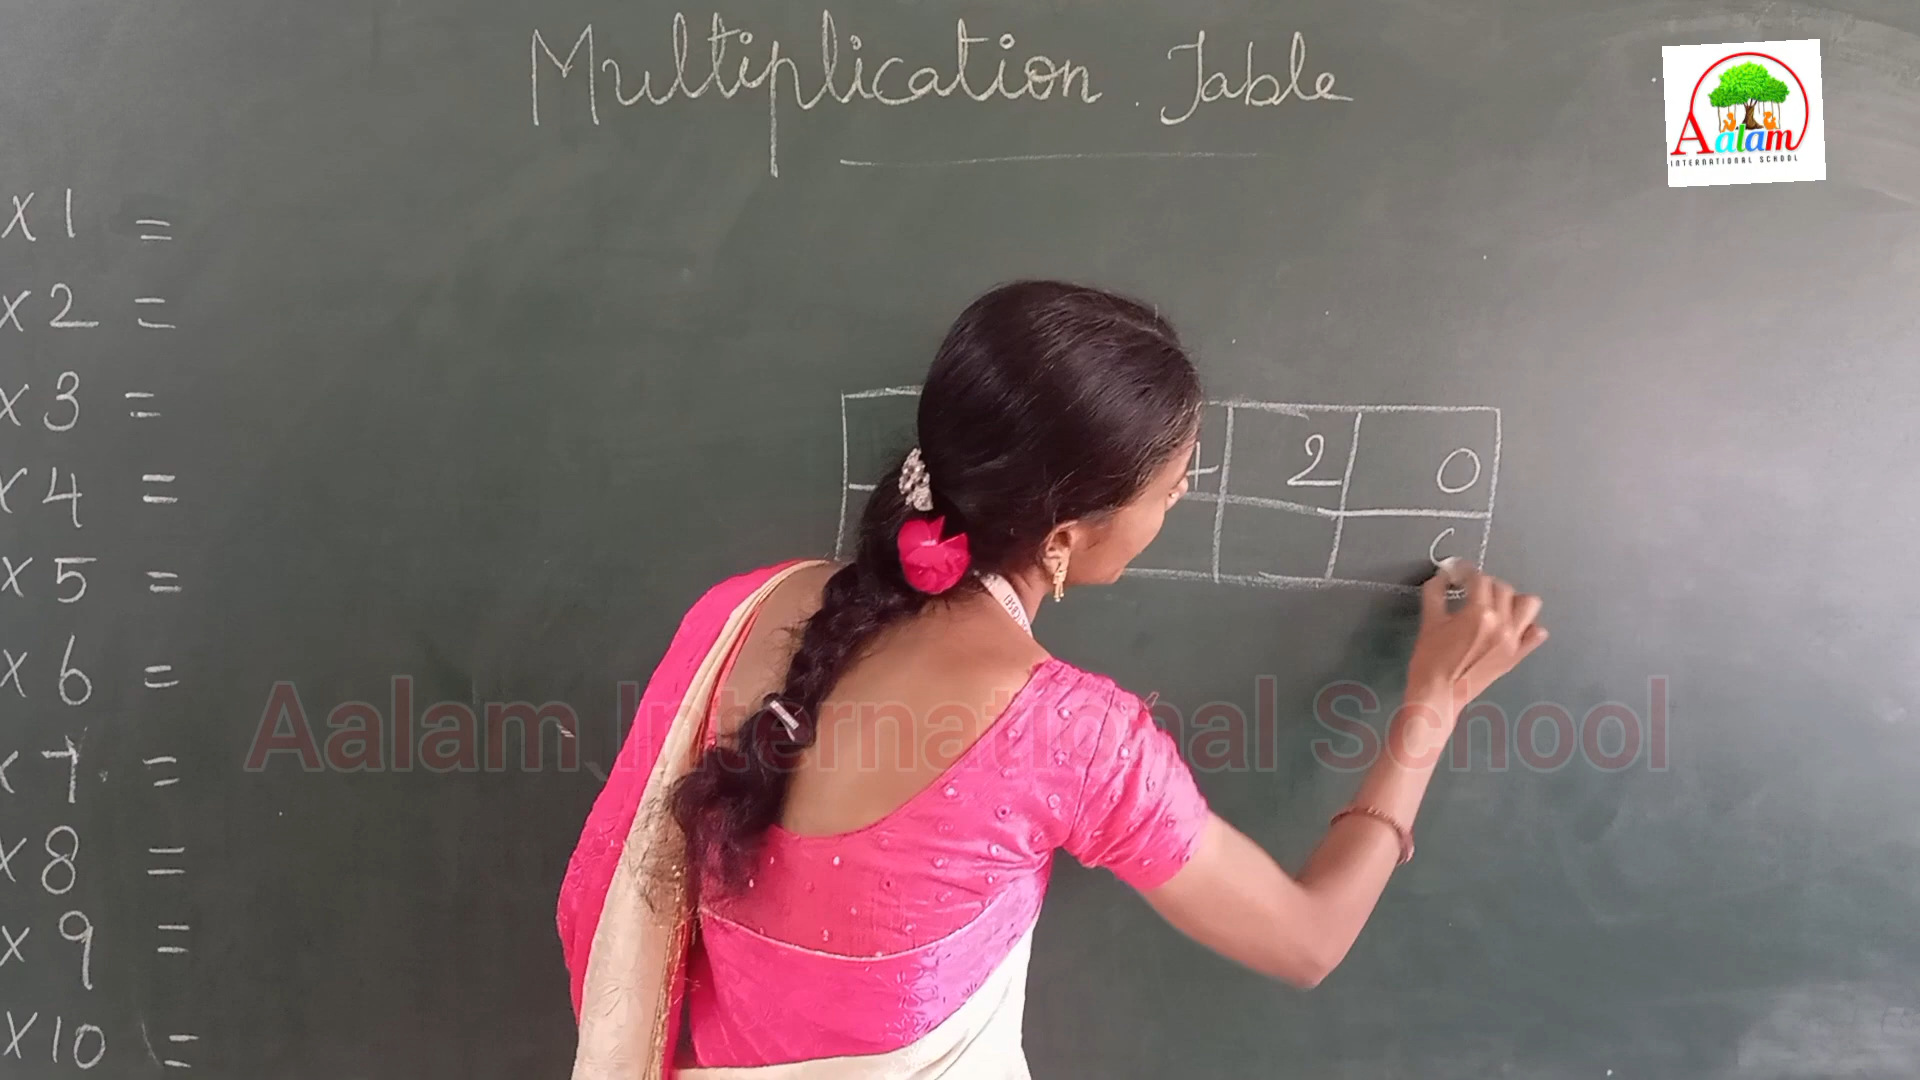 Multiplication Table
Aalam
INTERNATIONAL SCHOOL
x 1 =
x 2 =
x 3 =
x 4 =
x 5 =
x 6 =
x 7 =
x 8 =
x 9 =
x 10 =
2 0
Aalam International School